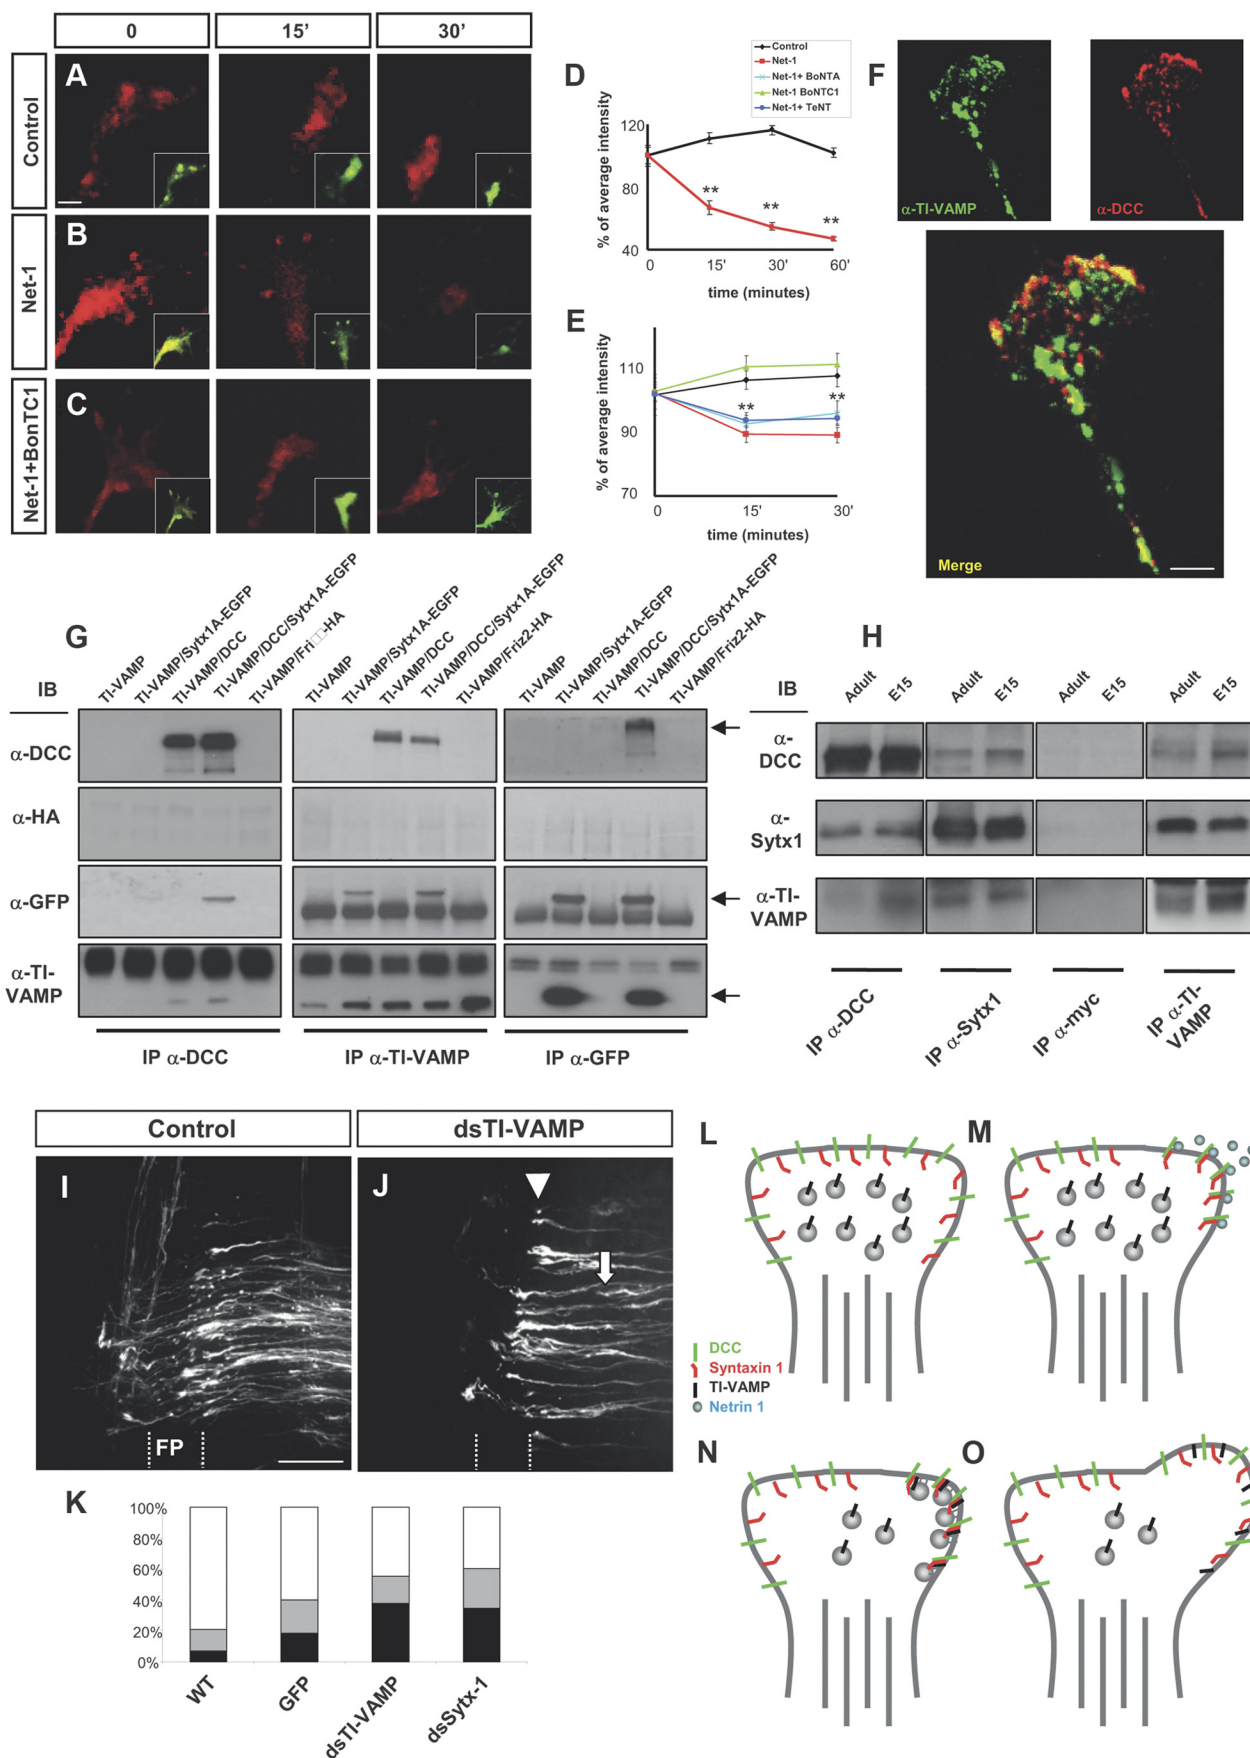 0 15' 30'
Control
Net-1
Net-1+BonTC1
A
B
C
D
Control
Net-1
Net-1+ BoNTA
Net-1 BoNTC1
Net-1+ TeNT
% of average intensity
120
80
40
0 15' 30' 60'
** ** **
time (minutes)
E
% of average intensity
110
90
70
0 15' 30'
** **
time (minutes)
F
α-TI-VAMP
α-DCC
Merge
G
IB
TI-VAMP
TI-VAMP/Sytx1A-EGFP
TI-VAMP/DCC
TI-VAMP/DCC/Sytx1A-EGFP
TI-VAMP/Fri□□-HA
TI-VAMP
TI-VAMP/Sytx1A-EGFP
TI-VAMP/DCC
TI-VAMP/DCC/Sytx1A-EGFP
TI-VAMP/Friz2-HA
TI-VAMP
TI-VAMP/Sytx1A-EGFP
TI-VAMP/DCC
TI-VAMP/DCC/Sytx1A-EGFP
TI-VAMP/Friz2-HA
α-DCC
α-HA
α-GFP
α-TI-
VAMP
IP α-DCC
IP α-TI-VAMP
IP α-GFP
H
IB
Adult E15 Adult E15 Adult E15 Adult E15
α-
DCC
α-
Sytx1
α-TI-
VAMP
IP α-DCC
IP α-Sytx1
IP α-myc
IP α-TI-
VAMP
Control
dsTI-VAMP
I
FP
J
K
100%
80%
60%
40%
20%
0%
WT
GFP
dsTI-VAMP
dsSytx-1
L
M
DCC
Syntaxin 1
TI-VAMP
Netrin 1
N
O